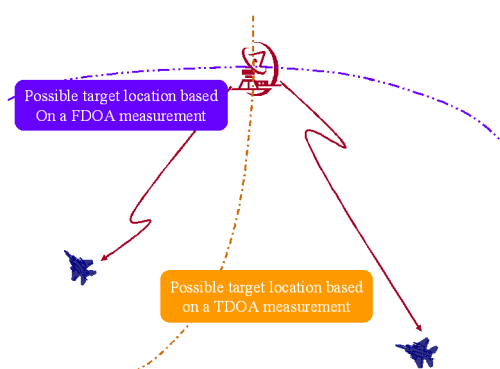 Possible target location based
On a FDOA measurement
Possible target location based
on a TDOA measurement